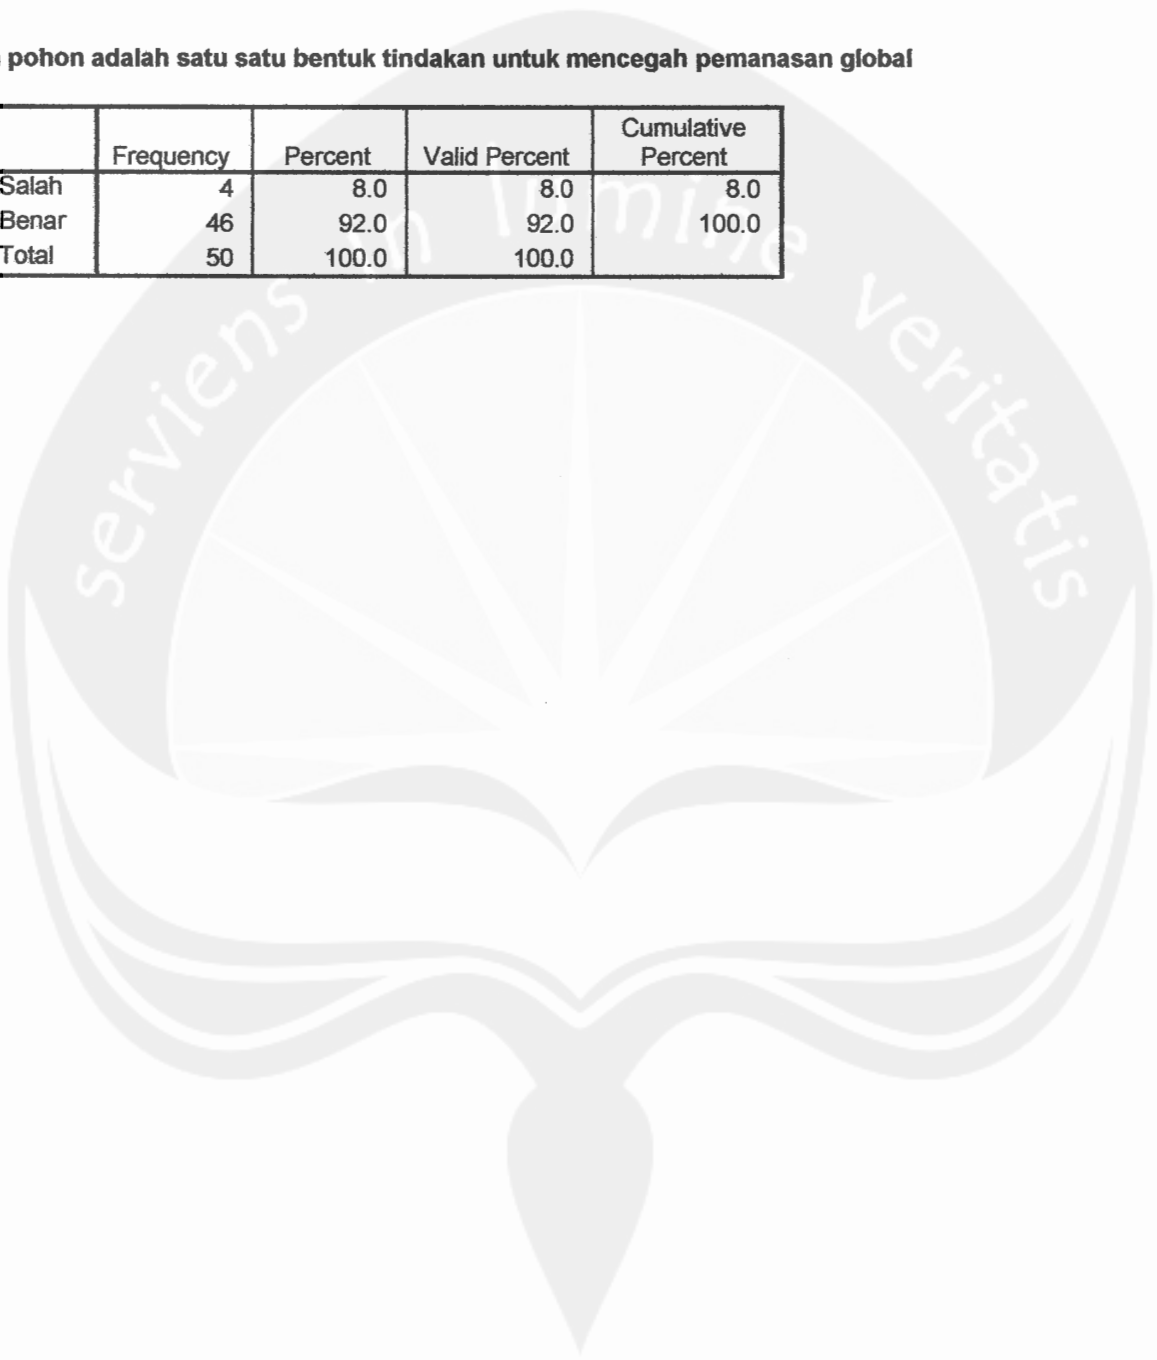 pohon adalah satu satu bentuk tindakan untuk mencegah pemanasan global
Frequency Percent Valid Percent Cumulative Percent
Salah 4 8.0 8.0 8.0
Benar 46 92.0 92.0 100.0
Total 50 100.0 100.0
serviens in lumine veritatis